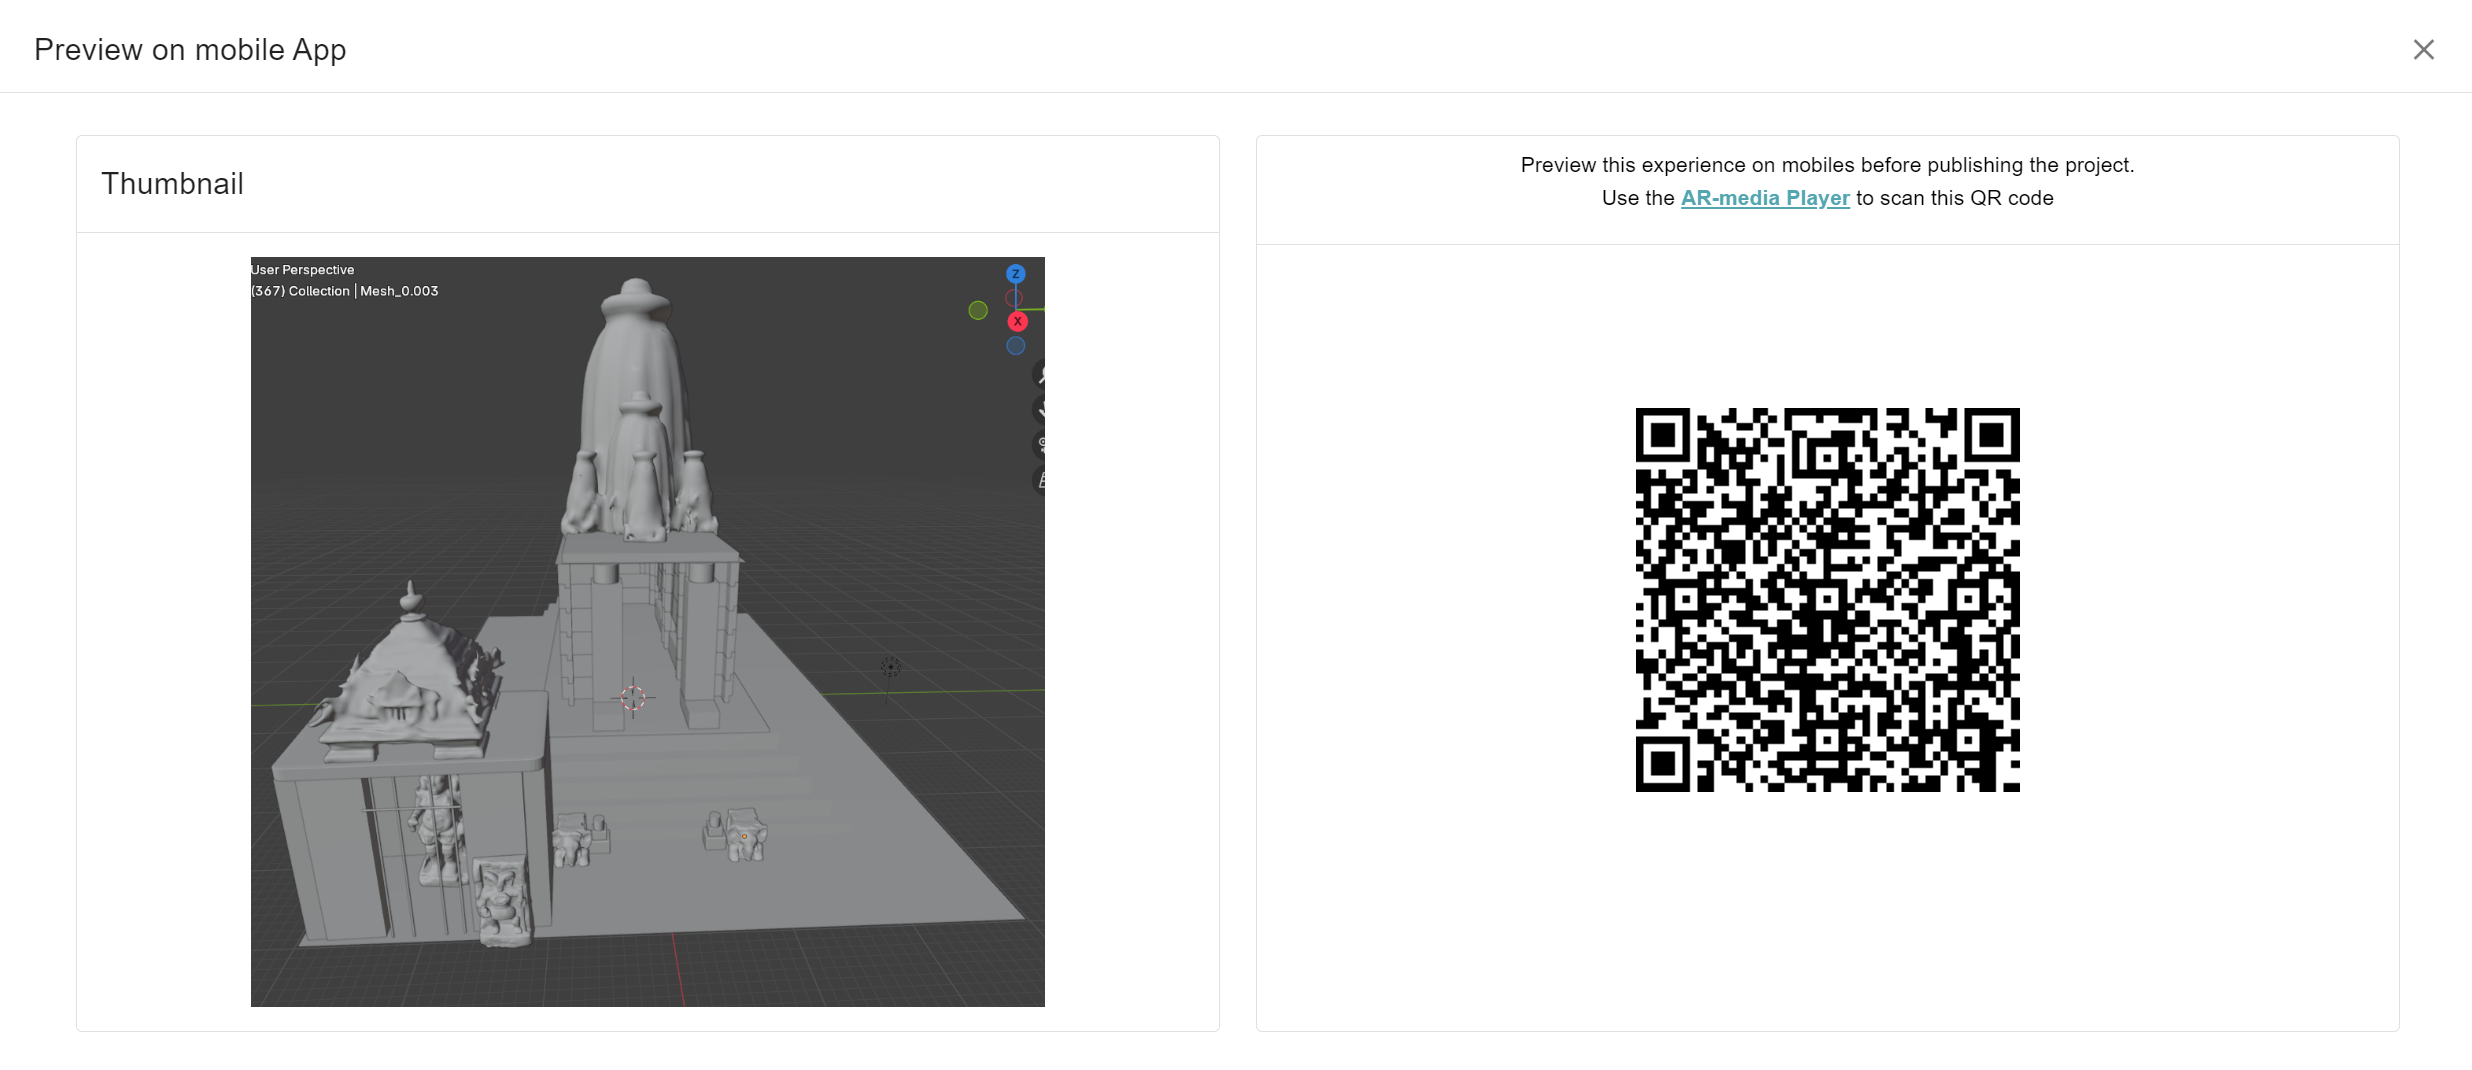 Preview on mobile App
Thumbnail
User Perspective
(367) Collection | Mesh_0.003
Z
X
Preview this experience on mobiles before publishing the project.
Use the AR-media Player to scan this QR code